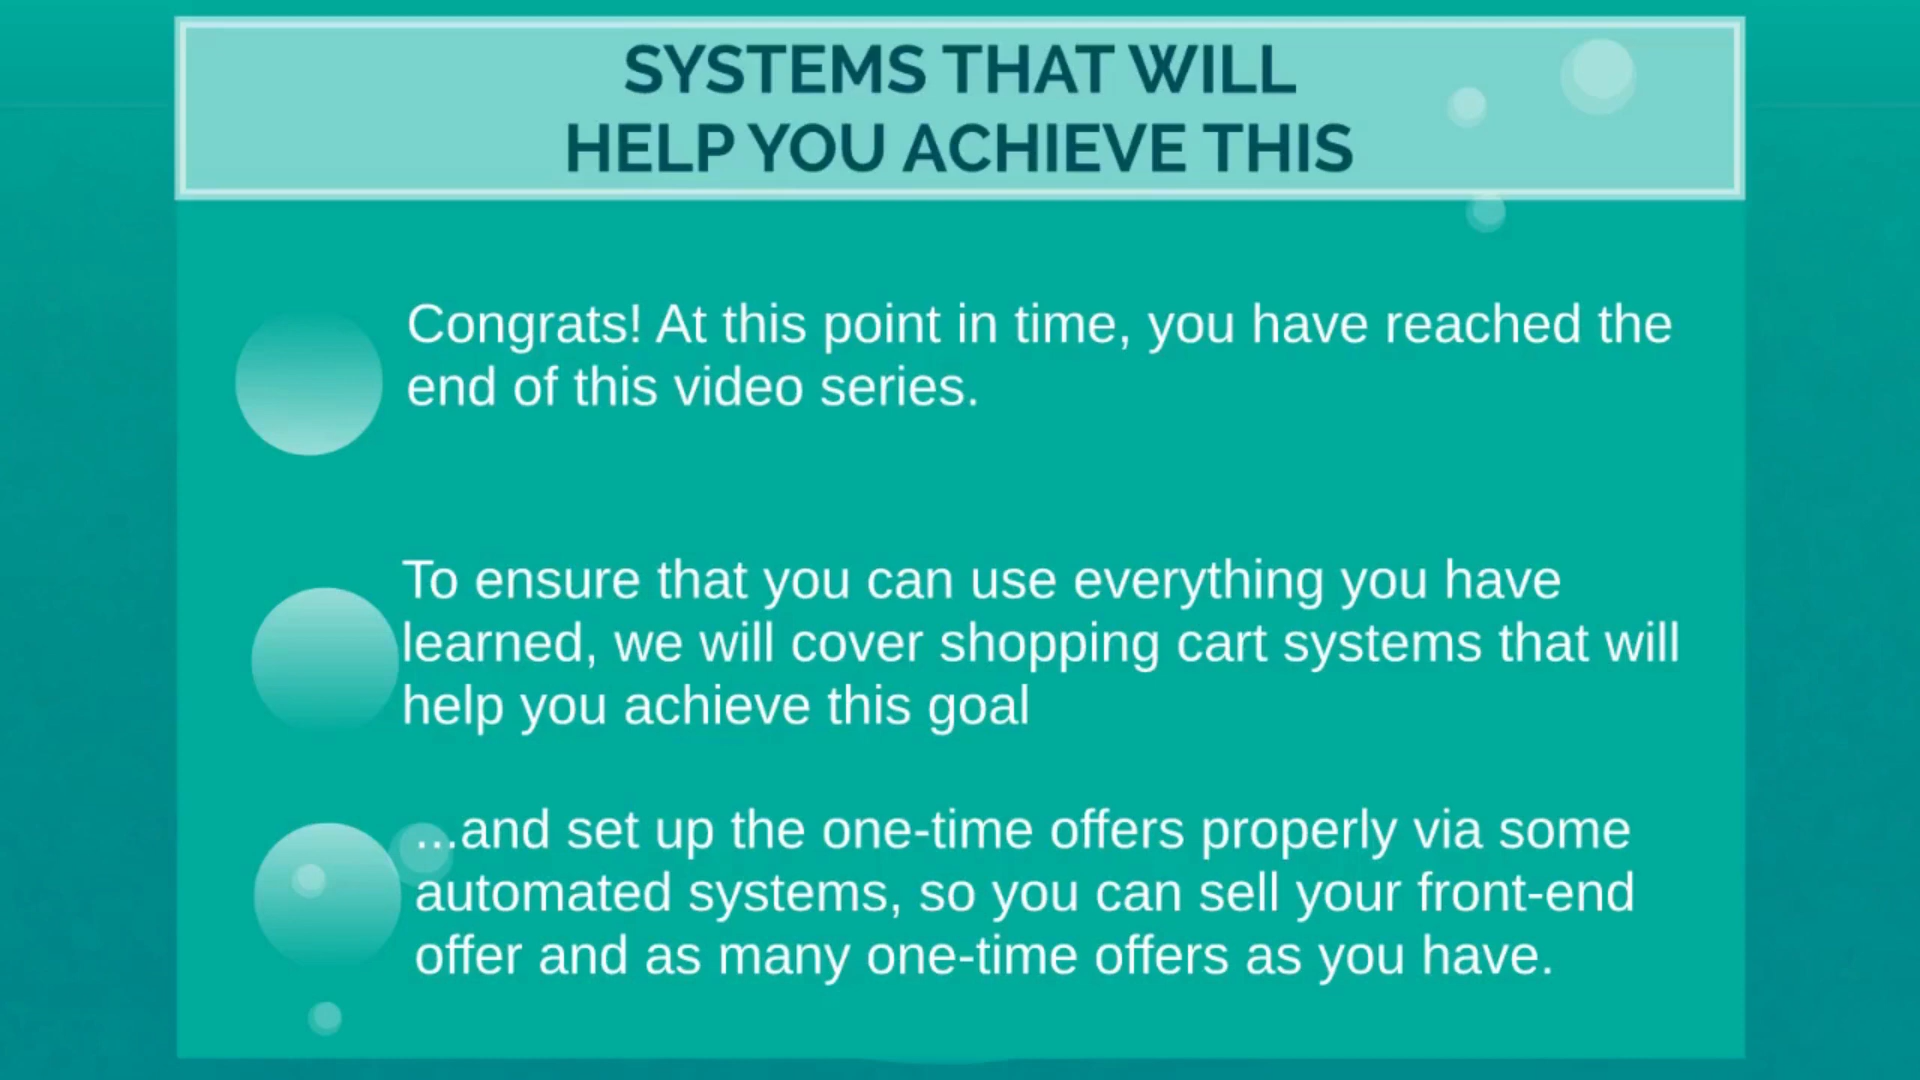 SYSTEMS THAT WILL
HELP YOU ACHIEVE THIS
Congrats! At this point in time, you have reached the
end of this video series.
To ensure that you can use everything you have
learned, we will cover shopping cart systems that will
help you achieve this goal
...and set up the one-time offers properly via some
automated systems, so you can sell your front-end
offer and as many one-time offers as you have.